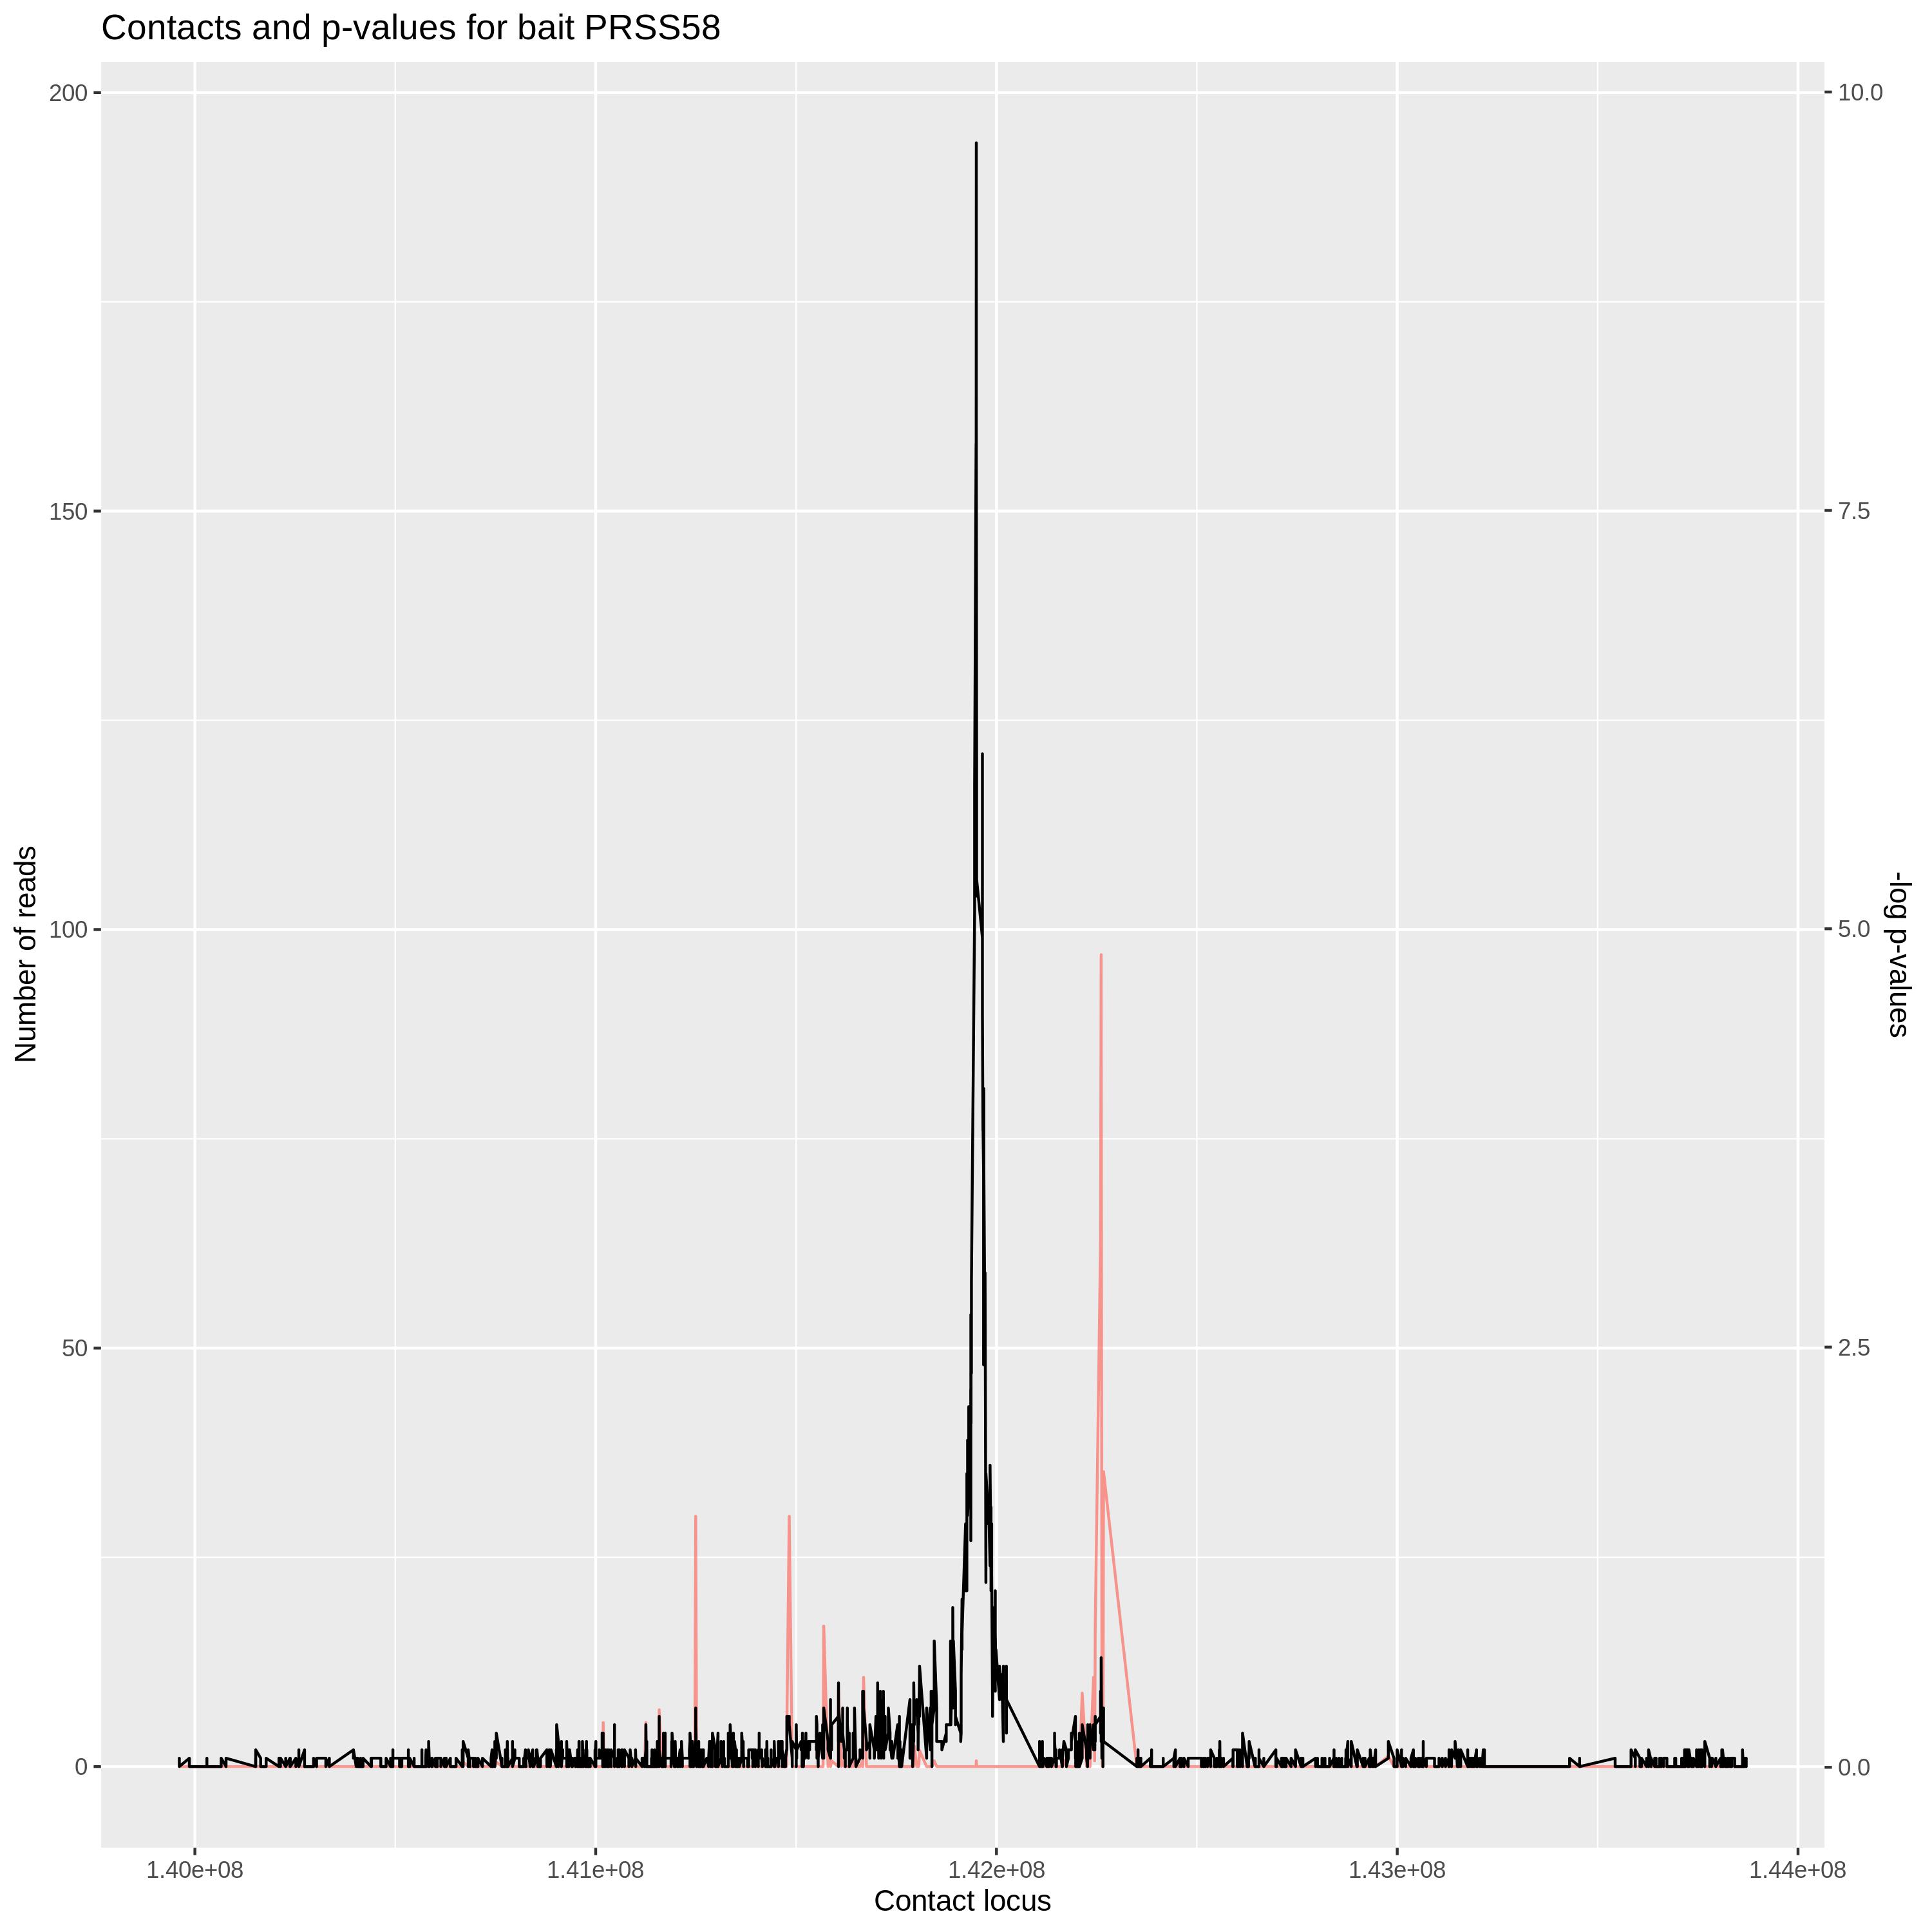 Contacts and p-values for bait PRSS58
200
150
100
50
0
10.0
7.5
5.0
2.5
0.0
Number of reads
-log p-values
1.40e+08
1.41e+08
1.42e+08
1.43e+08
1.44e+08
Contact locus